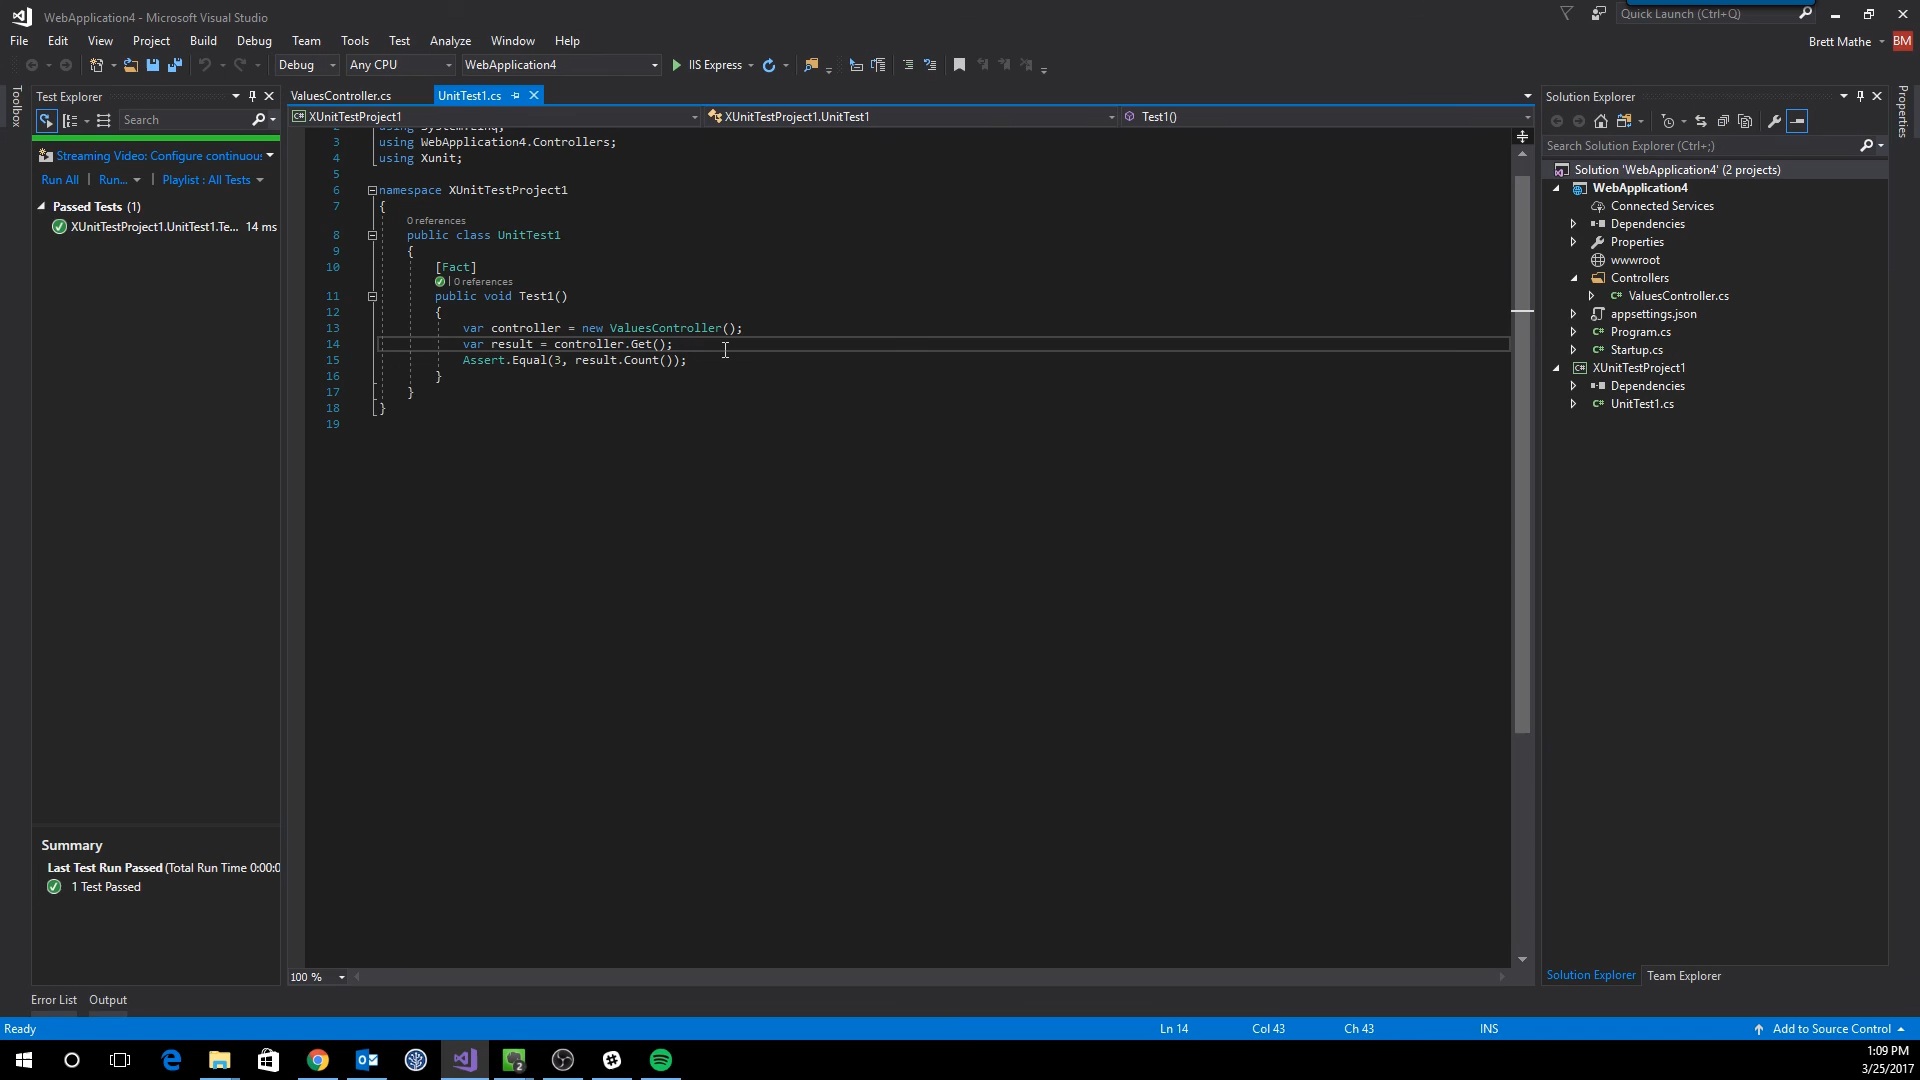 WebApplication4 - Microsoft Visual Studio
Quick Launch (Ctrl+Q)
File Edit View Project Build Debug Team Tools Test Analyze Window Help
Brett Mathe BM
Debug Any CPU WebApplication4 IIS Express
Toolbox
Test Explorer
Search
Streaming Video: Configure continuou
Run All | Run... | Playlist : All Tests
Passed Tests (1)
XUnitTestProject1.UnitTest1.Te... 14 ms
Summary
Last Test Run Passed (Total Run Time 0:00:0
1 Test Passed
ValuesController.cs UnitTest1.cs
XUnitTestProject1 XUnitTestProject1.UnitTest1 Test1()
3 using WebApplication4.Controllers;
4 using Xunit;
5
6 namespace XUnitTestProject1
7 {
0 references
8 public class UnitTest1
9 {
10 [Fact]
| 0 references
11 public void Test1()
12 {
13 var controller = new ValuesController();
14 var result = controller.Get();
15 Assert.Equal(3, result.Count());
16 }
17 }
18 }
19
100 %
Solution Explorer
Search Solution Explorer (Ctrl+;)
Solution 'WebApplication4' (2 projects)
WebApplication4
Connected Services
Dependencies
Properties
wwwroot
Controllers
C# ValuesController.cs
appsettings.json
C# Program.cs
C# Startup.cs
C# XUnitTestProject1
Dependencies
C# UnitTest1.cs
Solution Explorer Team Explorer
Properties
Error List Output
Ready Ln 14 Col 43 Ch 43 INS Add to Source Control
2
1:09 PM
3/25/2017